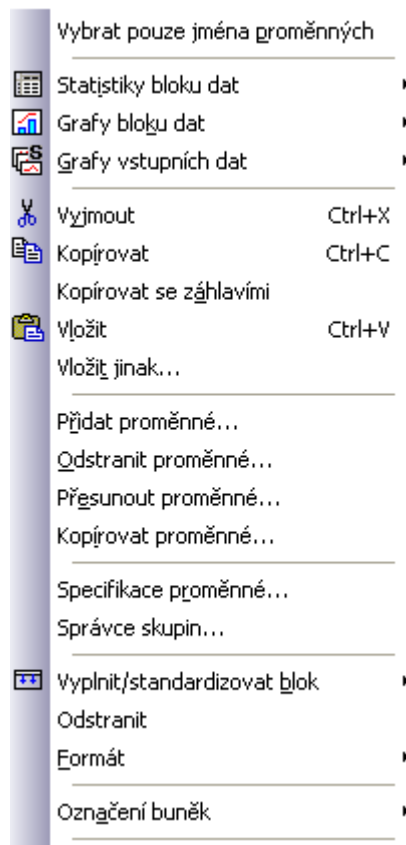 Vybrat pouze jména proměnných
Statistiky bloku dat
Grafy bloku dat
Grafy vstupních dat
Vyjmout Ctrl+X
Kopírovat Ctrl+C
Kopírovat se záhlavími
Vložit Ctrl+V
Vložit jinak...
Přidat proměnné...
Odstranit proměnné...
Přesunout proměnné...
Kopírovat proměnné...
Specifikace proměnné...
Správce skupin...
Vyplnit/standardizovat blok
Odstranit
Formát
Označení buněk